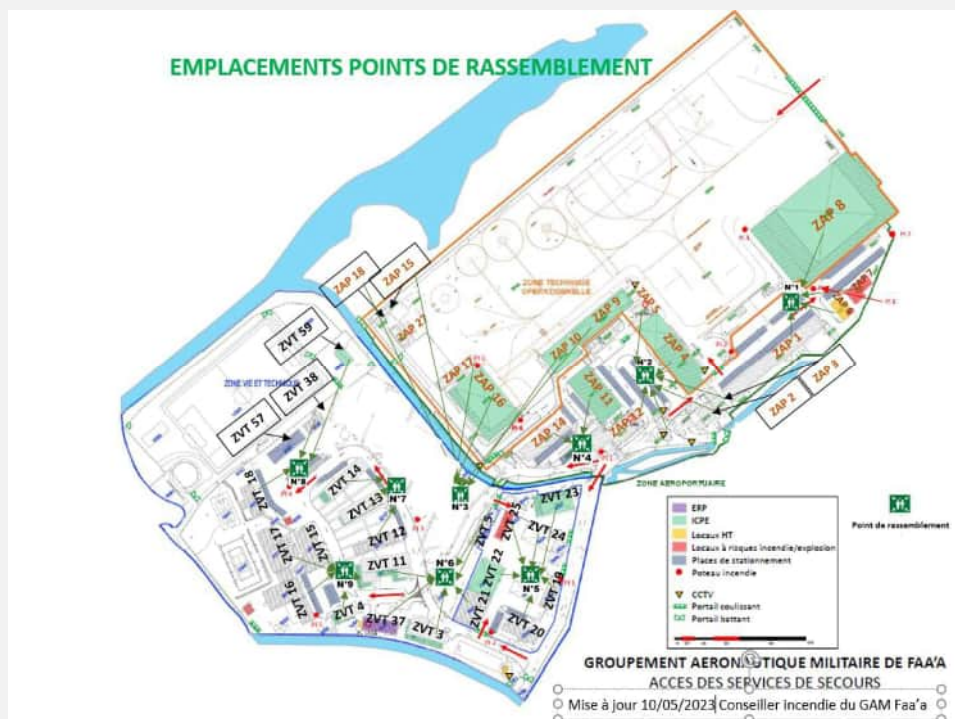 EMPLACEMENTS POINTS DE RASSEMBLEMENT
ZAP 8
ZAP 15
ZAP 18
ZONE TECHNIQUE
OPERATIONNELLE
N°1
ZAP 7
ZAP 6
ZAP 5
ZAP 9
ZAP 27
ZVT 59
ZAP 10
ZAP 1
ZAP 4
N°2
ZAP 3
ZAP 2
ZAP 17
ZAP 16
ZONE VIE ET TECHNIQUE
ZVT 38
ZVT 57
ZAP 11
ZAP 12
ZAP 14
N°4
ZONE AEROPORTUAIRE
N°8
ZVT 18
ZVT 14
ZVT 13
N°7
N°3
ZVT 23
ZVT 5
ZVT 25
ZVT 24
ZVT 17
ZVT 15
ZVT 12
ZVT 11
N°6
ZVT 22
ZVT 21
N°5
ZVT 19
ZVT 20
ZVT 16
N°9
ZVT 4
ZVT 37
ZVT 3
ERP
ICPE
Locaux HT
Locaux à risques incendie/explosion
Places de stationnement
Poteau incendie
CCTV
Portail coulissant
Portail battant
Point de rassemblement
GROUPEMENT AERONAUTIQUE MILITAIRE DE FAA'A
ACCES DES SERVICES DE SECOURS
Mise à jour 10/05/2023 Conseiller incendie du GAM Faa'a